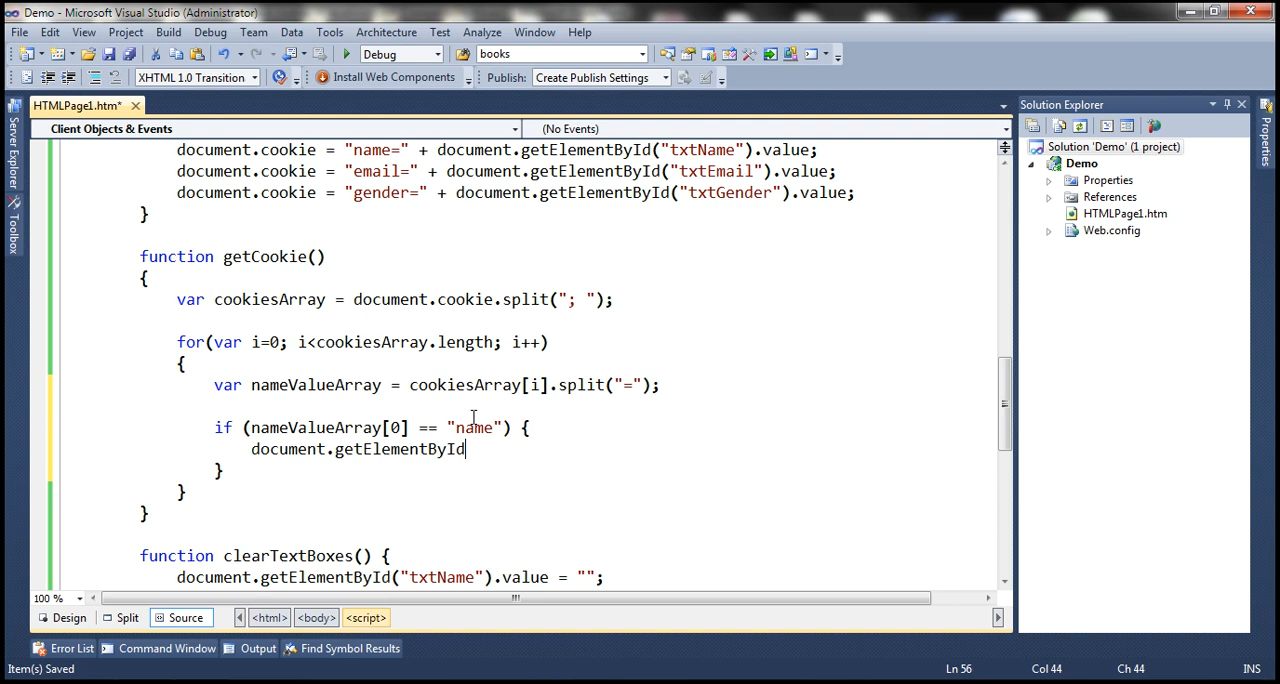 Demo - Microsoft Visual Studio (Administrator)
File Edit View Project Build Debug Team Data Tools Architecture Test Analyze Window Help
Debug books
XHTML 1.0 Transition Install Web Components Publish: Create Publish Settings
HTMLPage1.htm*
Client Objects & Events (No Events)
document.cookie = "name=" + document.getElementById("txtName").value;
document.cookie = "email=" + document.getElementById("txtEmail").value;
document.cookie = "gender=" + document.getElementById("txtGender").value;
}
function getCookie()
{
var cookiesArray = document.cookie.split("; ");
for(var i=0; i<cookiesArray.length; i++)
{
var nameValueArray = cookiesArray[i].split("=");
if (nameValueArray[0] == "name") {
document.getElementById
}
}
}
function clearTextBoxes() {
document.getElementById("txtName").value = "";
100 %
Design Split Source <html> <body> <script>
Error List Command Window Output Find Symbol Results
Item(s) Saved Ln 56 Col 44 Ch 44 INS
Server Explorer
Toolbox
Solution Explorer
Solution 'Demo' (1 project)
Demo
Properties
References
HTMLPage1.htm
Web.config
Properties